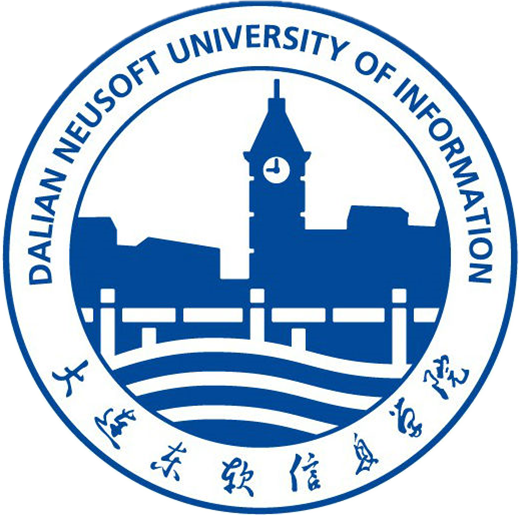 DALIAN NEUSOFT UNIVERSITY OF INFORMATION
大连东软信息学院